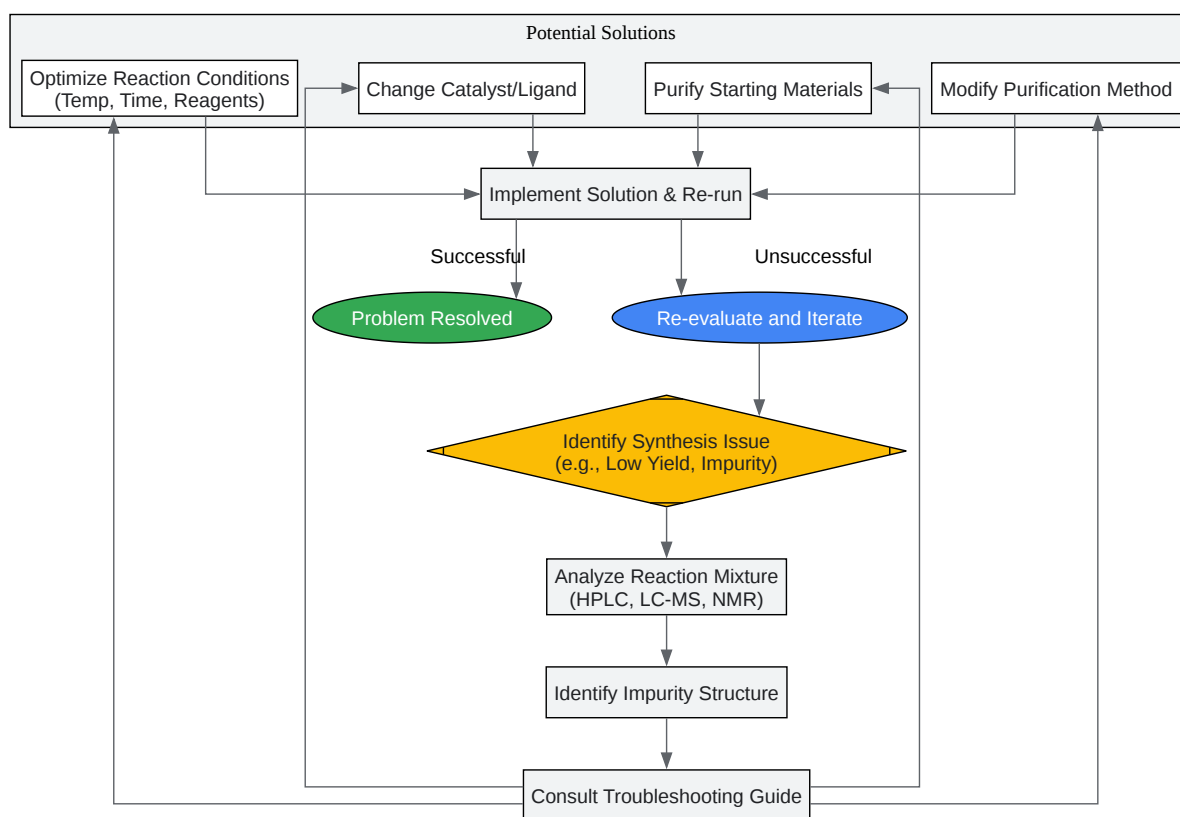 Potential Solutions
Optimize Reaction Conditions
(Temp, Time, Reagents)
Change Catalyst/Ligand
Purify Starting Materials
Modify Purification Method
Implement Solution & Re-run
Successful
Unsuccessful
Problem Resolved
Re-evaluate and Iterate
Identify Synthesis Issue
(e.g., Low Yield, Impurity)
Analyze Reaction Mixture
(HPLC, LC-MS, NMR)
Identify Impurity Structure
Consult Troubleshooting Guide